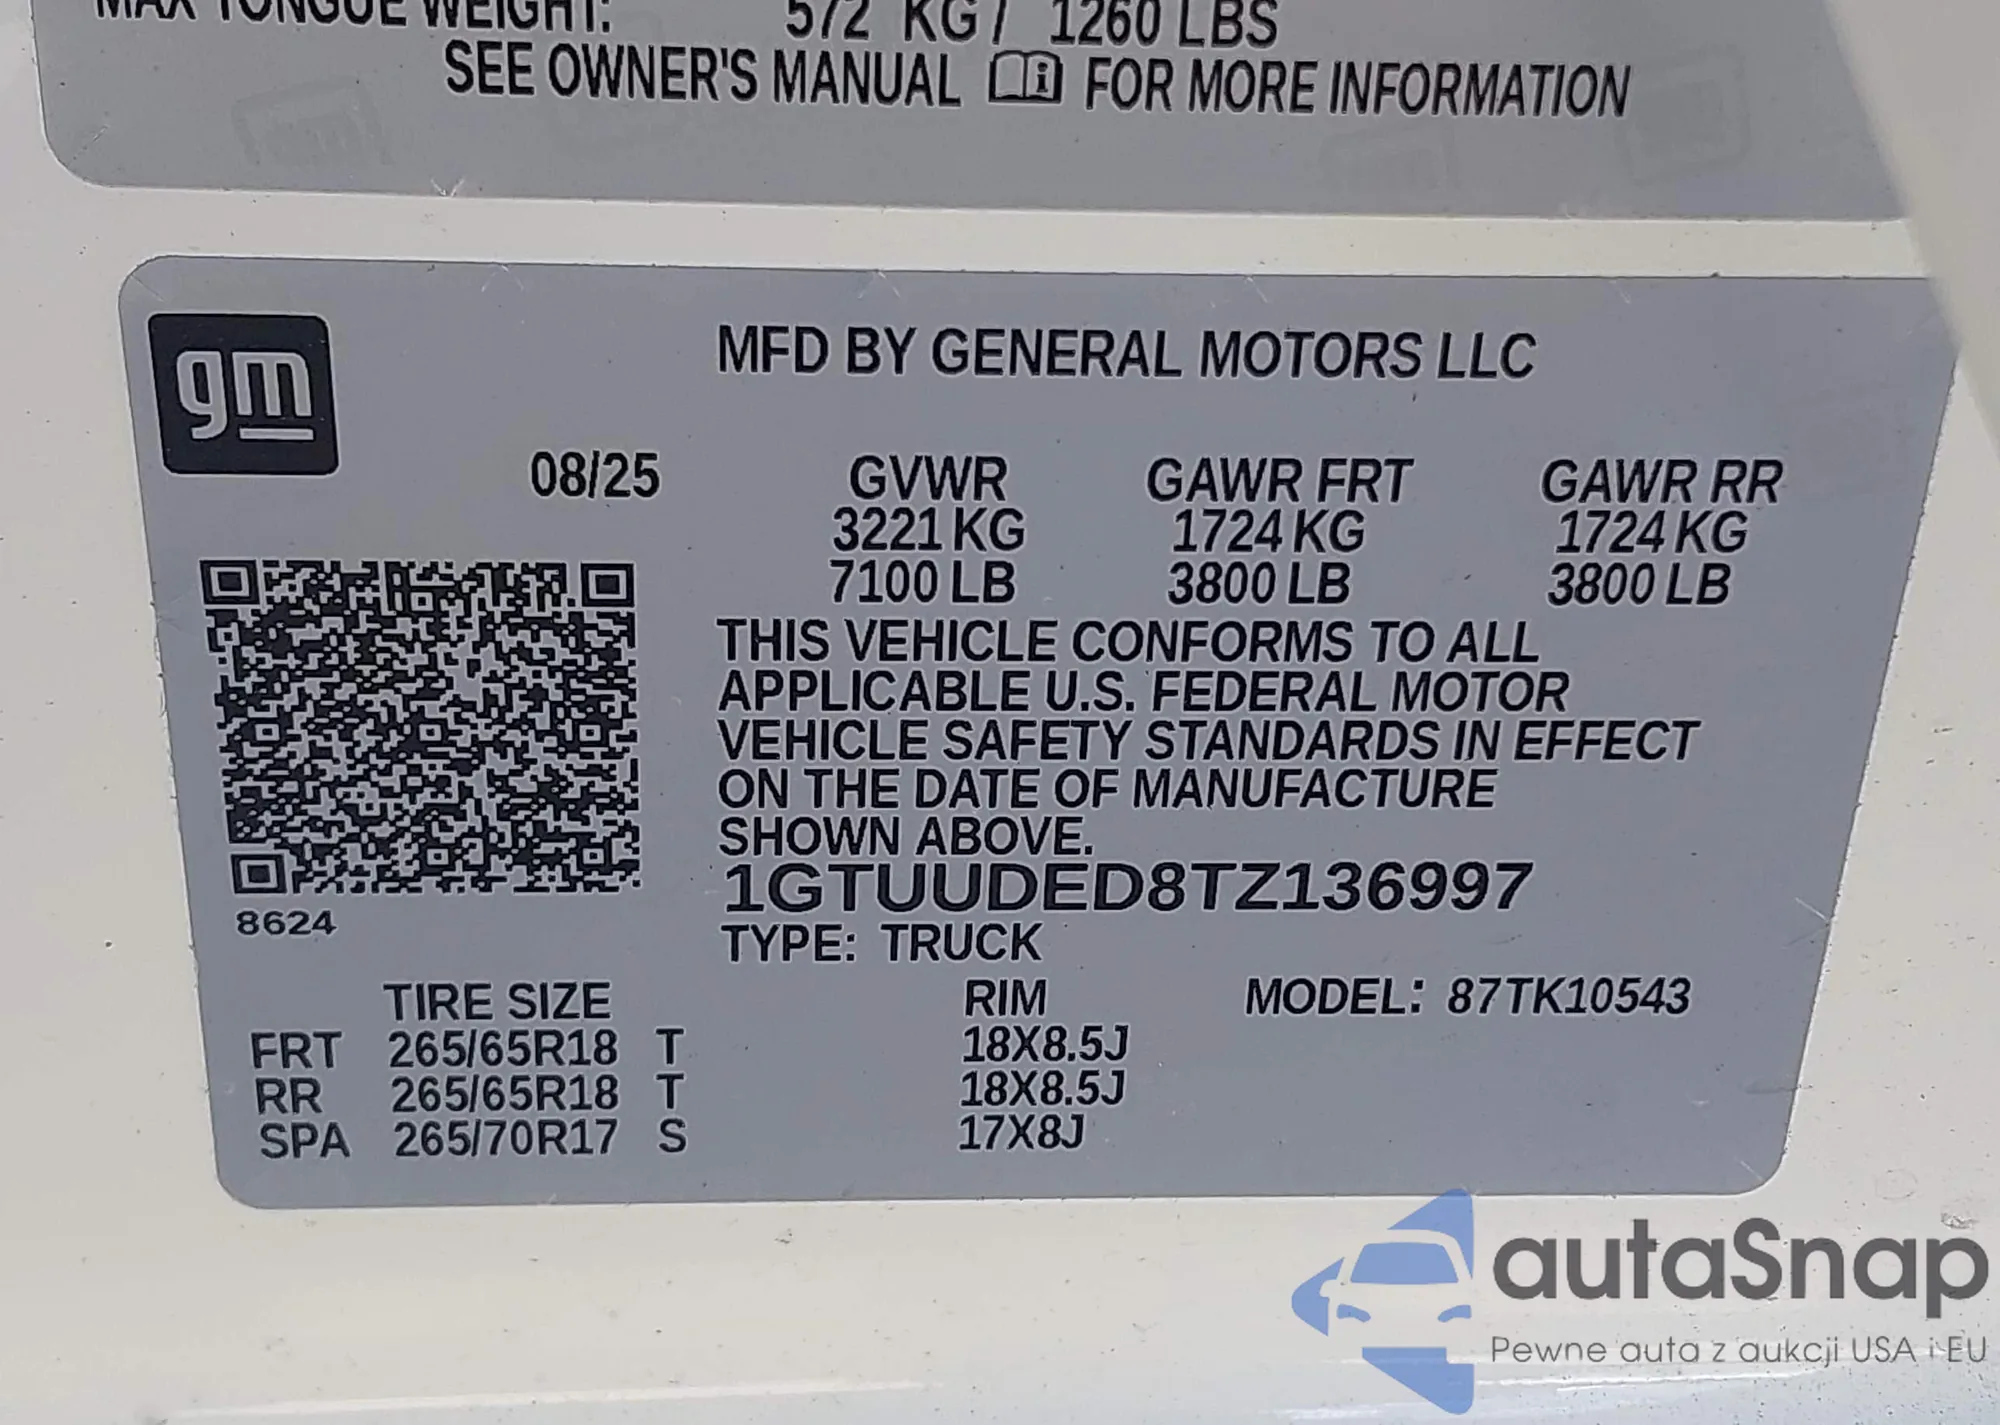 MAX TONGUE WEIGHT: 572 KG / 1260 LBS
SEE OWNER'S MANUAL FOR MORE INFORMATION
gm
MFD BY GENERAL MOTORS LLC
08/25 GVWR GAWR FRT GAWR RR
3221 KG 1724 KG 1724 KG
7100 LB 3800 LB 3800 LB
THIS VEHICLE CONFORMS TO ALL
APPLICABLE U.S. FEDERAL MOTOR
VEHICLE SAFETY STANDARDS IN EFFECT
ON THE DATE OF MANUFACTURE
SHOWN ABOVE.
1GTUUDED8TZ136997
8624
TYPE: TRUCK
TIRE SIZE RIM MODEL: 87TK10543
FRT 265/65R18 T 18X8.5J
RR 265/65R18 T 18X8.5J
SPA 265/70R17 S 17X8J
autaSnap
Pewne auta z aukcji USA i EU